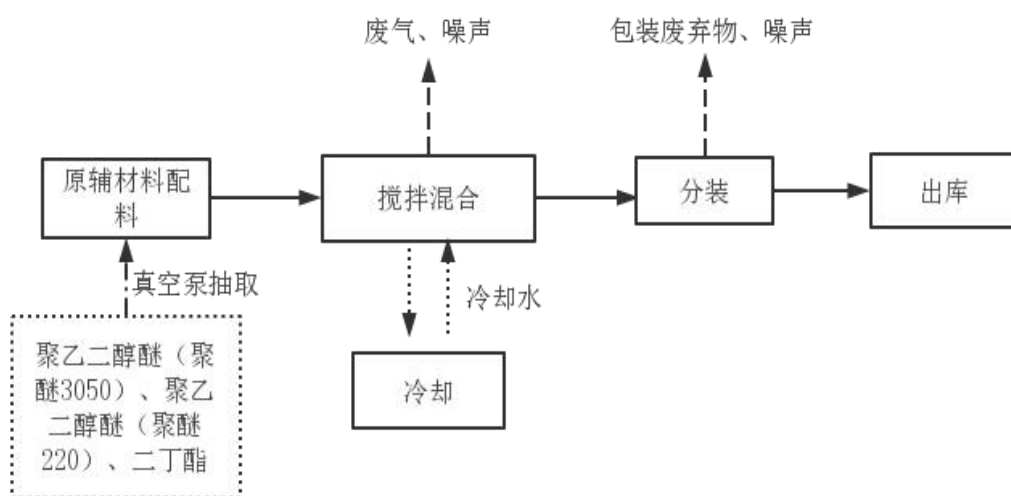 废气、噪声
包装废弃物、噪声
原辅材料配
料
搅拌混合
分装
出库
真空泵抽取
冷却水
聚乙二醇醚（聚
醚3050）、聚乙
二醇醚（聚醚
220）、二丁酯
冷却